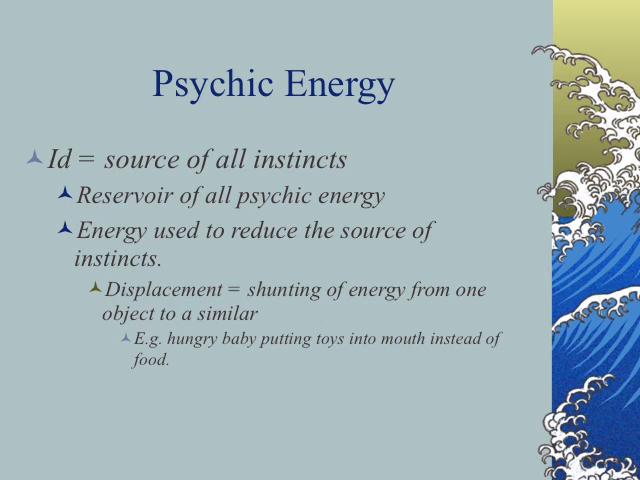 Psychic Energy
Id = source of all instincts
Reservoir of all psychic energy
Energy used to reduce the source of
instincts.
Displacement = shunting of energy from one
object to a similar
E.g. hungry baby putting toys into mouth instead of
food.